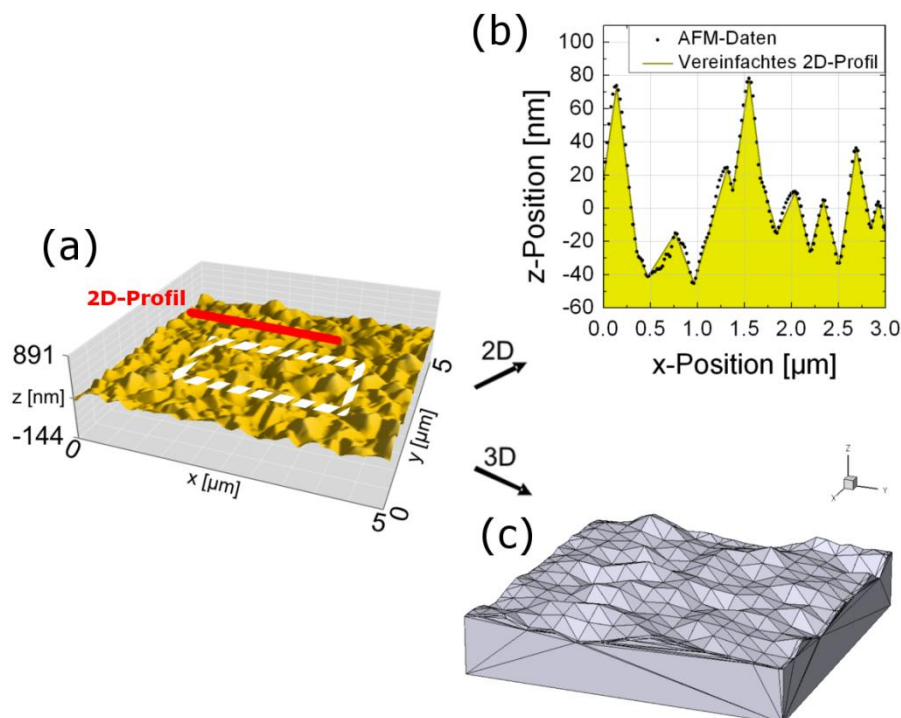 (a)
2D-Profil
891
z [nm]
-144
0
x [µm]
5
0
y [µm]
5
2D
3D
(b)
AFM-Daten
Vereinfachtes 2D-Profil
z-Position [nm]
100
80
60
40
20
0
-20
-40
-60
0.0 0.5 1.0 1.5 2.0 2.5 3.0
x-Position [µm]
(c)
Z
X
Y